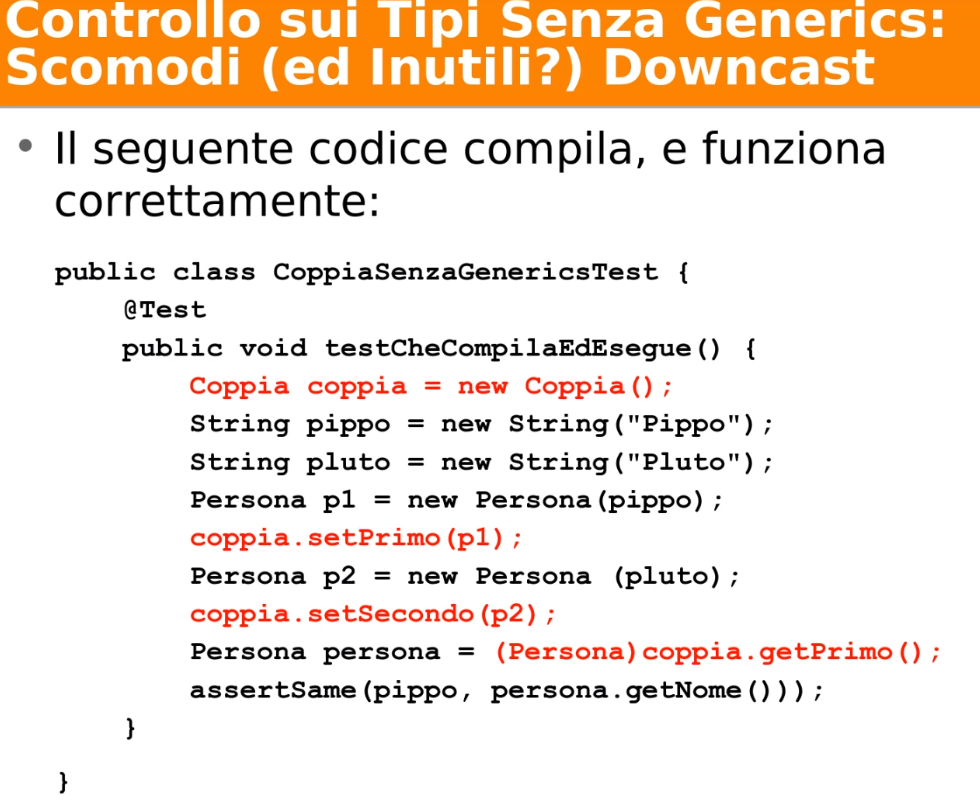 Controllo sui Tipi Senza Generics:
Scomodi (ed Inutili?) Downcast
• Il seguente codice compila, e funziona
correttamente:
public class CoppiaSenzaGenericsTest {
@Test
public void testCheCompilaEdEsegue() {
Coppia coppia = new Coppia();
String pippo = new String("Pippo");
String pluto = new String("Pluto");
Persona p1 = new Persona(pippo);
coppia.setPrimo(p1);
Persona p2 = new Persona (pluto);
coppia.setSecondo(p2);
Persona persona = (Persona)coppia.getPrimo();
assertSame(pippo, persona.getNome()));
}
}